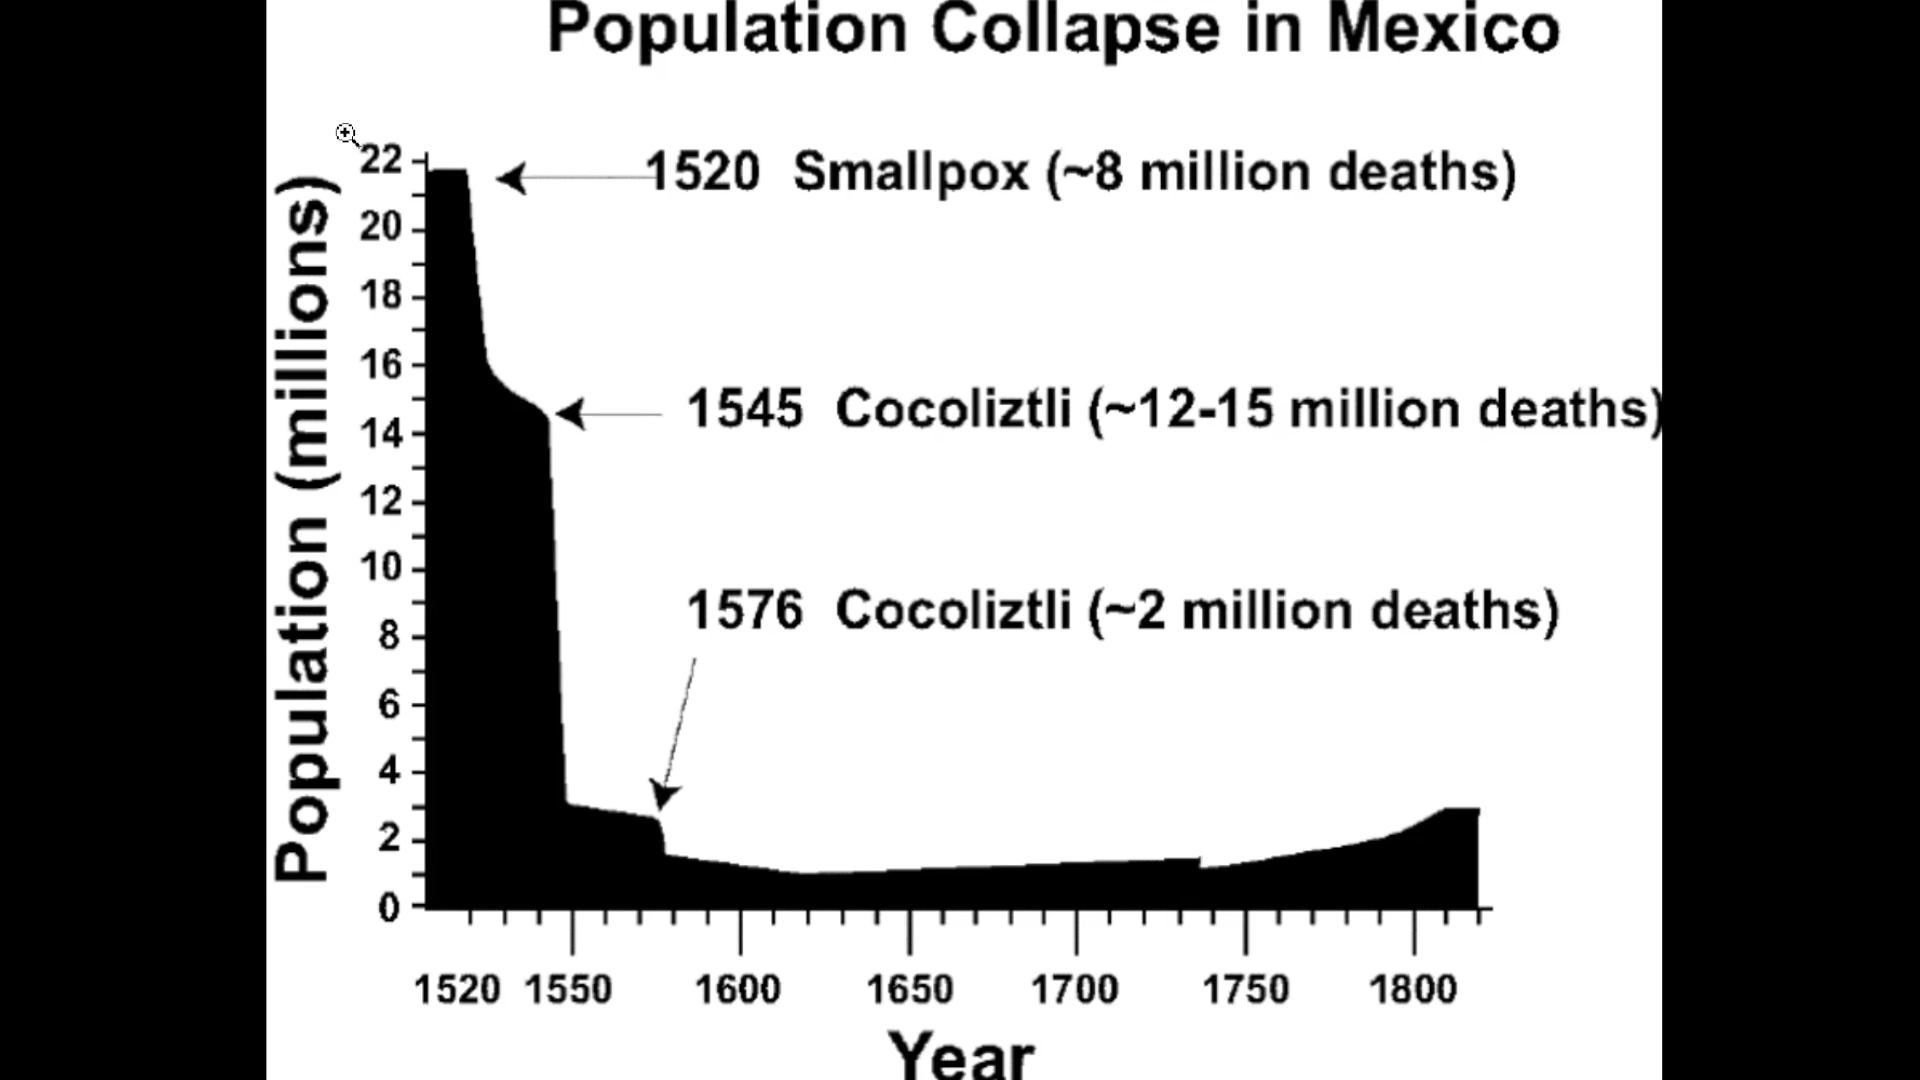 Population Collapse in Mexico
22
1520 Smallpox (~8 million deaths)
20
18
16
1545 Cocoliztli (~12-15 million deaths)
14
12
10
1576 Cocoliztli (~2 million deaths)
8
6
4
2
0
Population (millions)
1520 1550 1600 1650 1700 1750 1800
Year